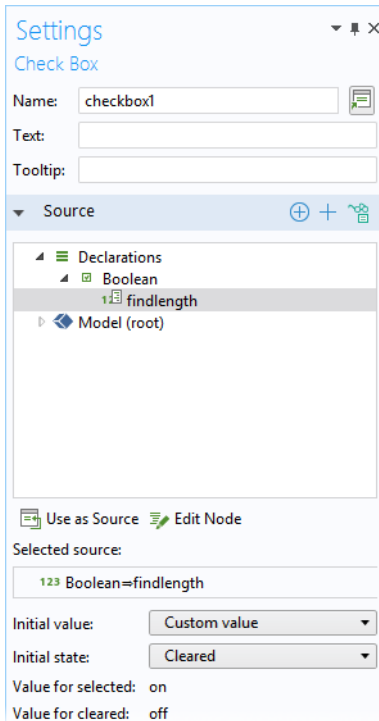 Settings
Check Box
Name: checkbox1
Text:
Tooltip:
Source
Declarations
Boolean
findlength
Model (root)
Use as Source Edit Node
Selected source:
123 Boolean=findlength
Initial value: Custom value
Initial state: Cleared
Value for selected: on
Value for cleared: off